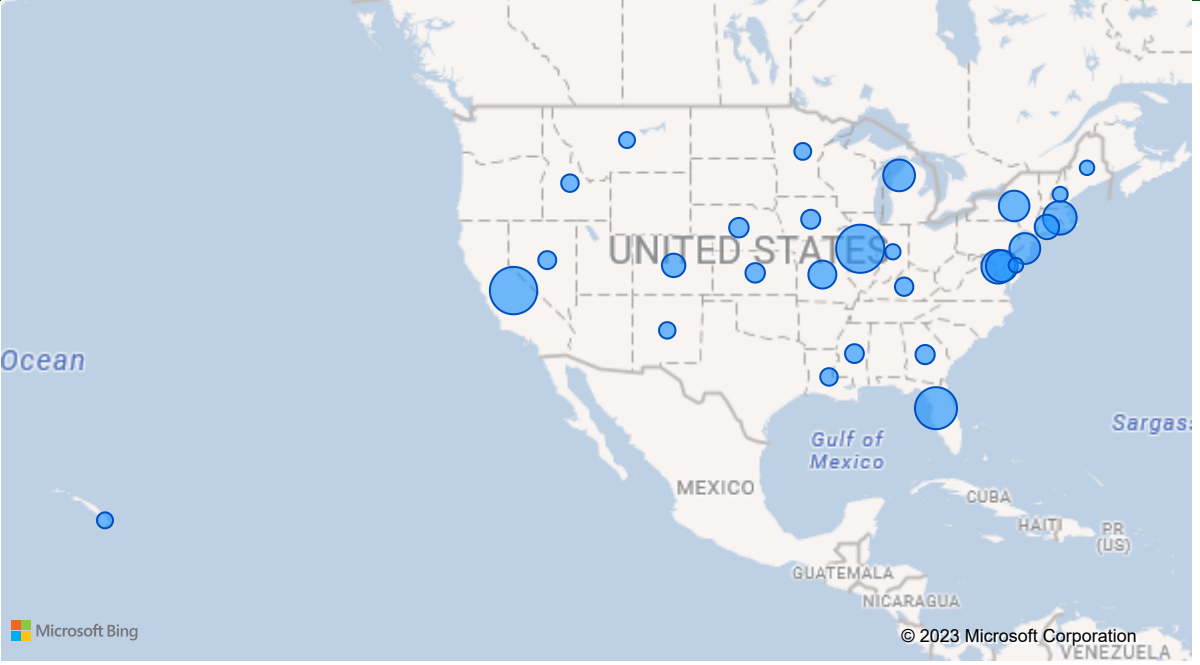 UNITED STATES
Ocean
Sargass
Gulf of
Mexico
MEXICO
CUBA
HAITI
PR
(US)
GUATEMALA
NICARAGUA
Microsoft Bing
© 2023 Microsoft Corporation
VENEZUELA